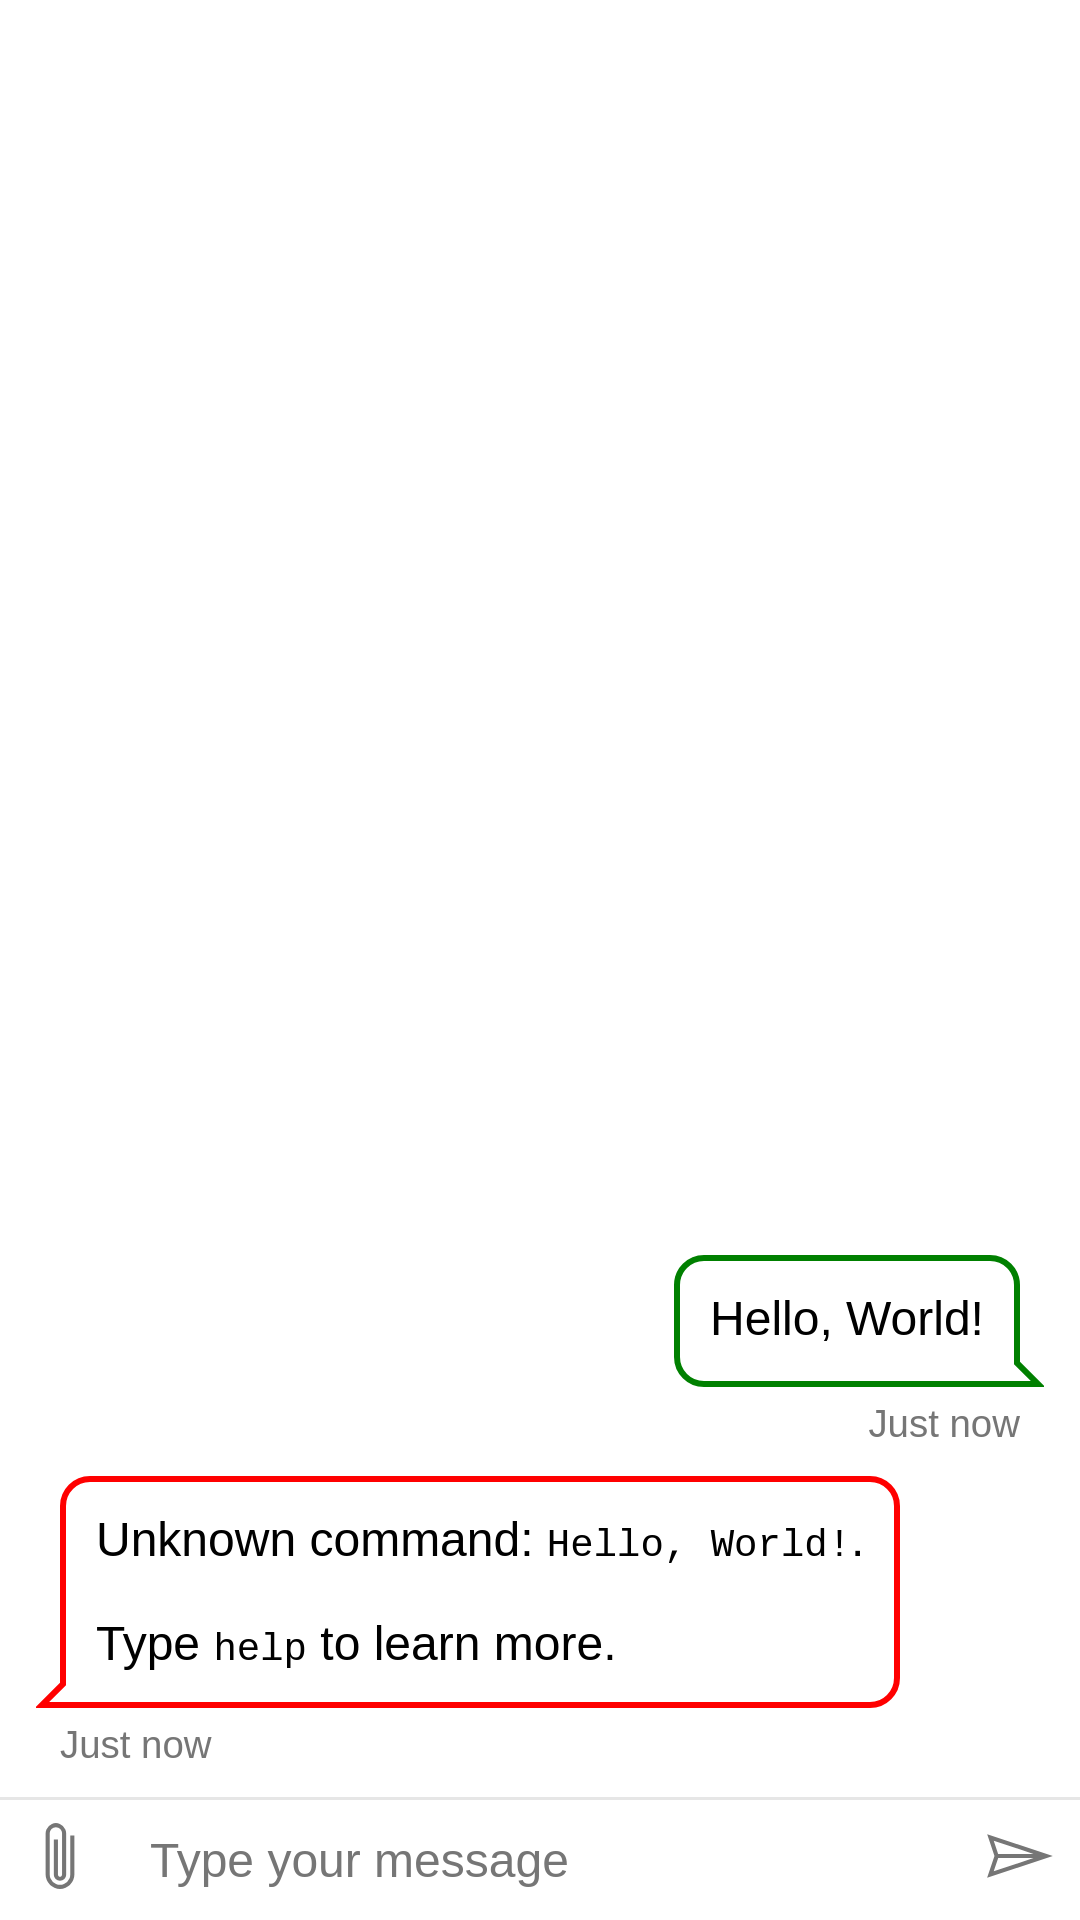 Hello, World!
Just now
Unknown command: Hello, World!.
Type help to learn more.
Just now
Type your message